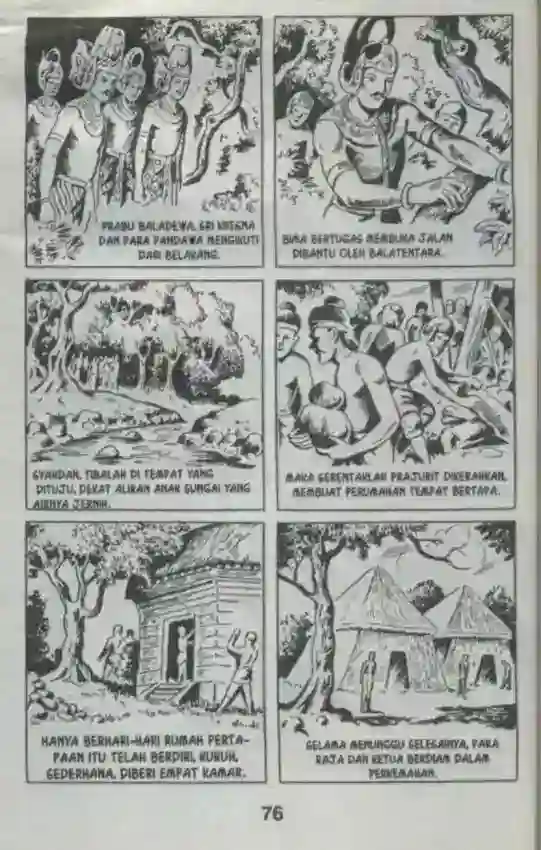 PRABU BALADEWA, SRI KRESNA
DAN PARA PANDAWA MENGIKUTI
DARI BELAKANG.
BIMA BERTUGAS MEMBUKA JALAN
DIBANTU OLEH BALATENTARA.
SYAHDAN, TIBALAH DI TEMPAT YANG
DITUJU, DEKAT ALIRAN ANAK SUNGAI YANG
AIRNYA JERNIH.
MAKA SERENTAKLAH PRAJURIT DIKERAHKAN,
MEMBUAT PERUMAHAN TEMPAT BERTAPA.
HANYA BERHARI-HARI RUMAH PERTA-
PAAN ITU TELAH BERDIRI, KUKUH,
SEDERHANA, DIBERI EMPAT KAMAR.
SELAMA MENUNGGU SELESAINYA, PARA
RAJA DAN KETUA BERDIAM DALAM
PERKEMAHAN.
76